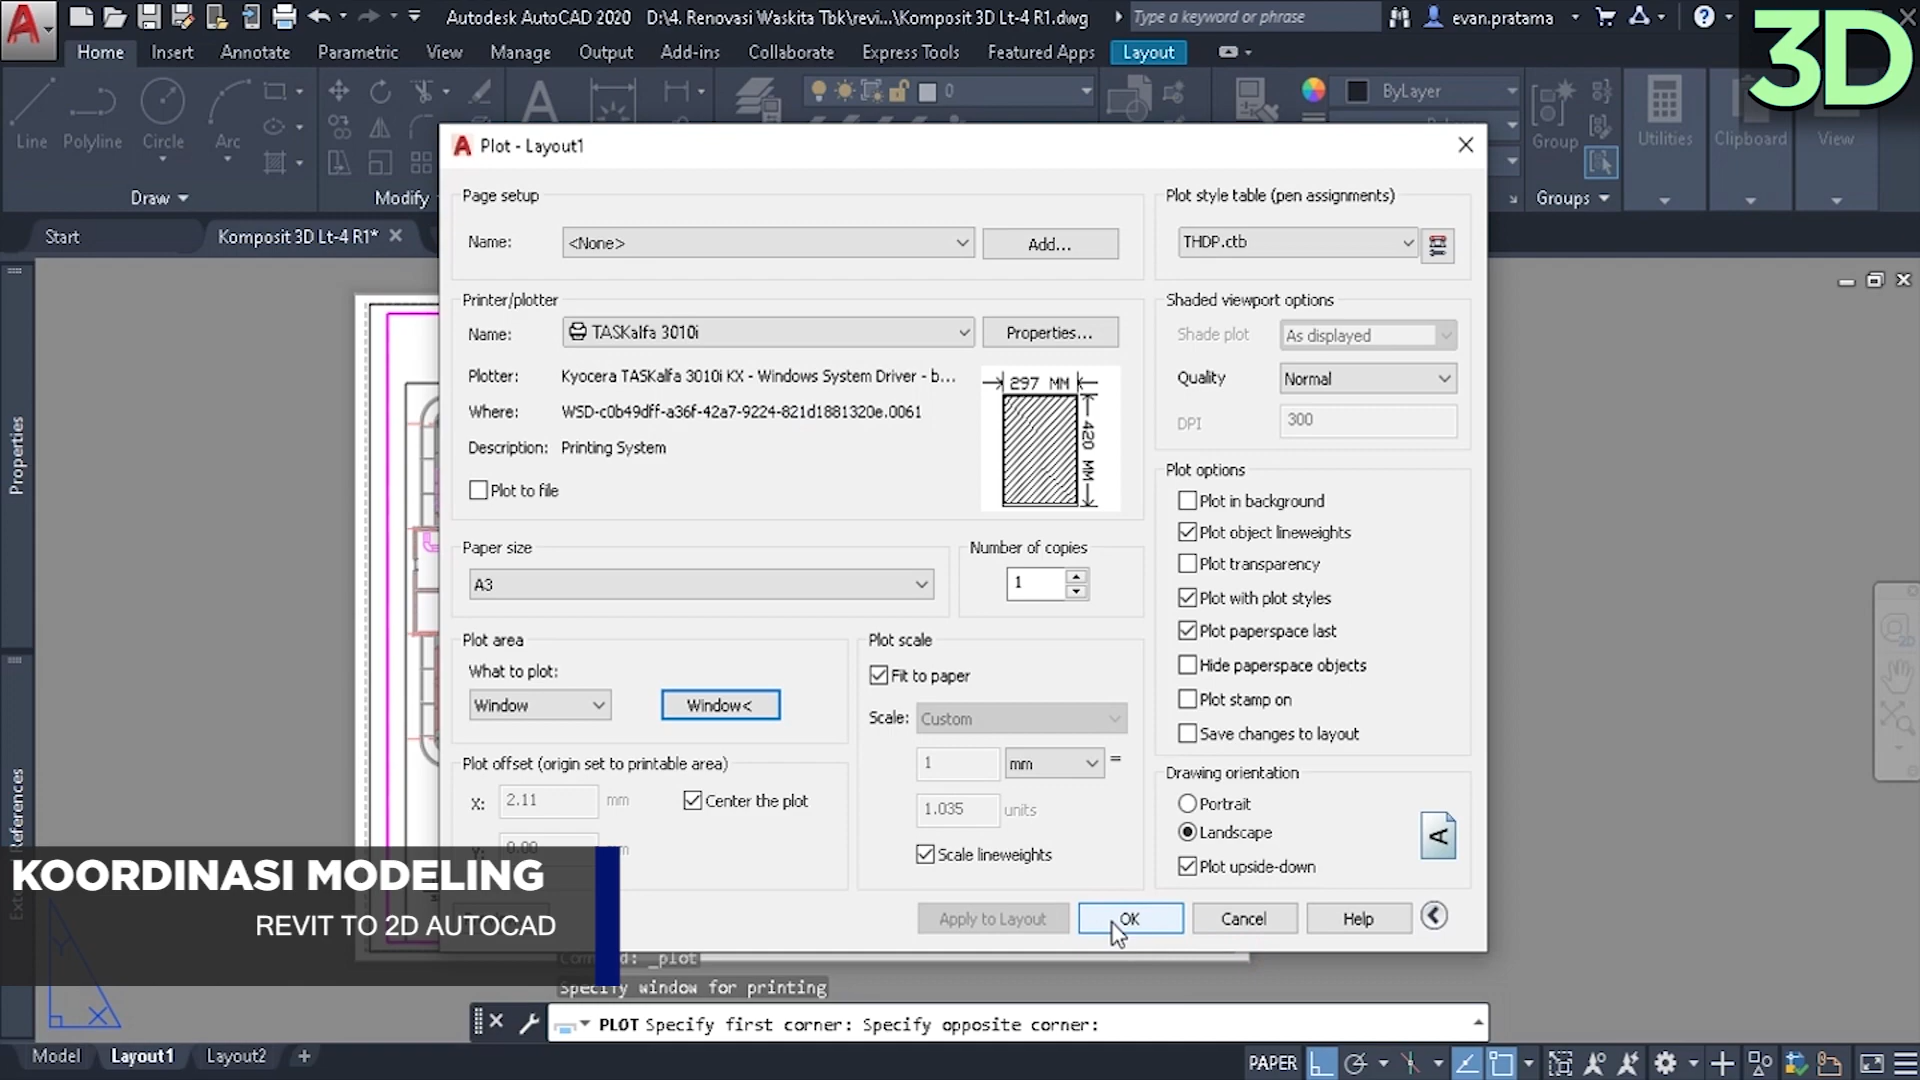 Autodesk AutoCAD 2020 D:\4. Renovasi Waskita Tbk\revi...\Komposit 3D Lt-4 R1.dwg
Type a keyword or phrase
evan.pratama
3D
Home Insert Annotate Parametric View Manage Output Add-ins Collaborate Express Tools Featured Apps Layout
0
ByLayer
Line Polyline Circle Arc
Group Utilities Clipboard View
Draw
Modify
Groups
Start
Komposit 3D Lt-4 R1*
Plot - Layout1
Page setup
Name: <None> Add...
Plot style table (pen assignments)
THDP.ctb
Printer/plotter
Name: TASKalfa 3010i Properties...
Plotter: Kyocera TASKalfa 3010i KX - Windows System Driver - b...
Where: WSD-c0b49dff-a36f-42a7-9224-821d1881320e.0061
Description: Printing System
Plot to file
297 MM
420 MM
Shaded viewport options
Shade plot As displayed
Quality Normal
DPI 300
Paper size
A3
Number of copies
1
Plot options
Plot in background
Plot object lineweights
Plot transparency
Plot with plot styles
Plot paperspace last
Hide paperspace objects
Plot stamp on
Save changes to layout
Plot area
What to plot:
Window Window<
Plot scale
Fit to paper
Scale: Custom
1 mm =
1.035 units
Scale lineweights
Plot offset (origin set to printable area)
X: 2.11 mm
Center the plot
Y: 0.00
Drawing orientation
Portrait
Landscape
Plot upside-down
A
Apply to Layout OK Cancel Help
Properties
References
KOORDINASI MODELING
REVIT TO 2D AUTOCAD
Y
X
_plot
Specify window for printing
PLOT Specify first corner: Specify opposite corner:
Model Layout1 Layout2 +
PAPER